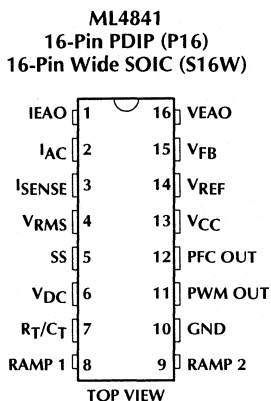 ML4841
16-Pin PDIP (P16)
16-Pin Wide SOIC (S16W)
IEAO 1 16 VEAO
IAC 2 15 VFB
ISENSE 3 14 VREF
VRMS 4 13 VCC
SS 5 12 PFC OUT
VDC 6 11 PWM OUT
RT/CT 7 10 GND
RAMP 1 8 9 RAMP 2
TOP VIEW